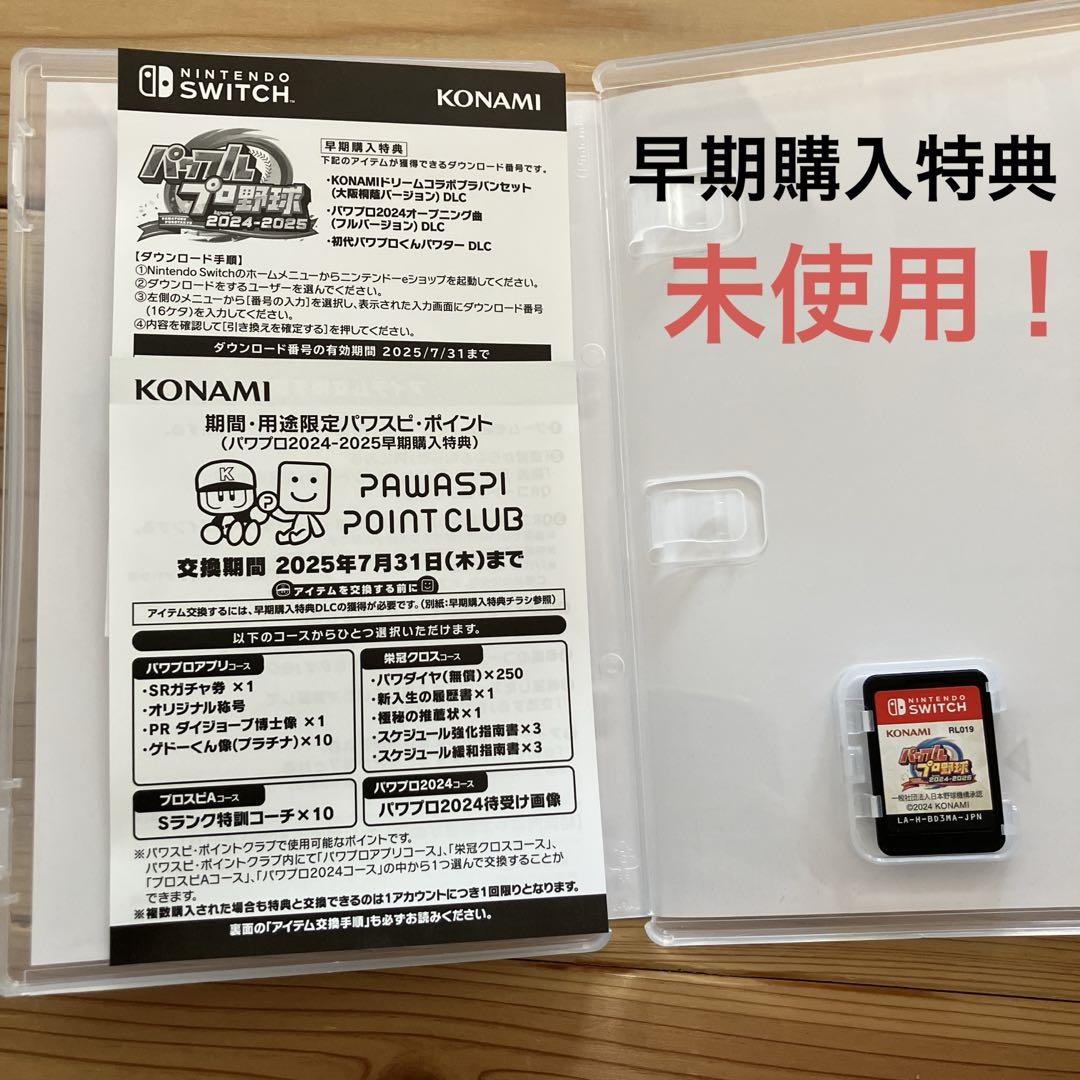 NINTENDO
SWITCH™
KONAMI
パワフル
プロ野球
2024-2025
早期購入特典
下記のアイテムが獲得できるダウンロード番号です。
・KONAMIドリームコラボプラバンセット
(大阪桐蔭バージョン) DLC
・パワプロ2024オープニング曲
(フルバージョン) DLC
・初代パワプロくんパワター DLC
【ダウンロード手順】
①Nintendo Switchのホームメニューからニンテンドーeショップを起動してください。
②ダウンロードをするユーザーを選んでください。
③左側のメニューから[番号の入力]を選択し、表示された入力画面にダウンロード番号
(16ケタ)を入力してください。
④内容を確認して[引き換えを確定する]を押してください。
ダウンロード番号の有効期間 2025/7/31まで
KONAMI
期間・用途限定パワスピ・ポイント
(パワプロ2024-2025早期購入特典)
K
P
PAWASPI
POINT CLUB
交換期間 2025年7月31日(木)まで
アイテムを交換する前に
アイテム交換するには、早期購入特典DLCの獲得が必要です。(別紙：早期購入特典チラシ参照)
以下のコースからひとつ選択いただけます。
パワプロアプリコース
・SRガチャ券 ×1
・オリジナル称号
・PR ダイジョーブ博士像 ×1
・ゲドーくん像(プラチナ)×10
栄冠クロスコース
・パワダイヤ(無償)×250
・新入生の履歴書×1
・極秘の推薦状×1
・スケジュール強化指南書×3
・スケジュール緩和指南書×3
プロスピAコース
Sランク特訓コーチ×10
パワプロ2024コース
パワプロ2024待受け画像
※パワスピ・ポイントクラブで使用可能なポイントです。
パワスピ・ポイントクラブ内にて「パワプロアプリコース」、「栄冠クロスコース」、
「プロスピAコース」、「パワプロ2024コース」の中から1つ選んで交換することが
できます。
※複数購入された場合も特典と交換できるのは1アカウントにつき1回限りとなります。
裏面の「アイテム交換手順」も必ずお読みください。
早期購入特典
未使用！
NINTENDO
SWITCH
KONAMI
RL019
パワフル
プロ野球
2024-2025
一般社団法人日本野球機構承認
©2024 KONAMI
LA-H-BD3MA-JPN